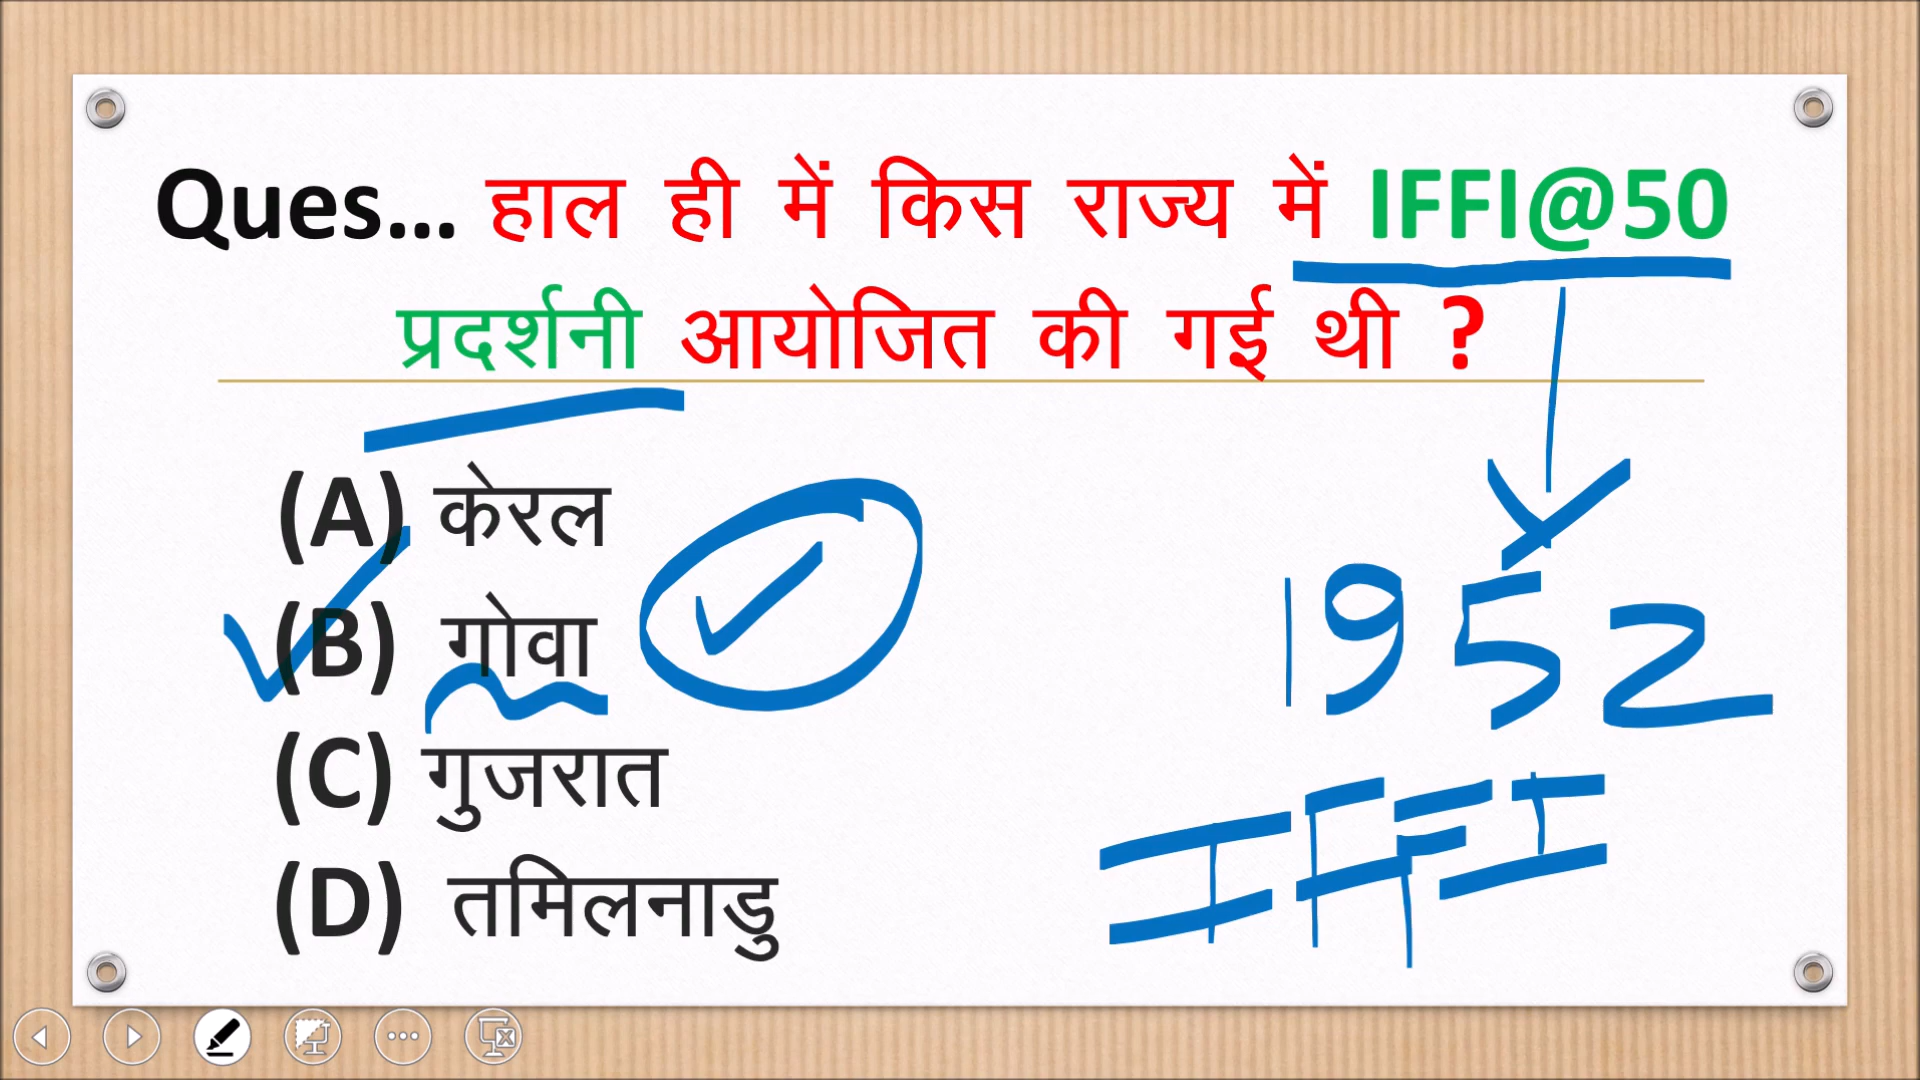 Ques... हाल ही में किस राज्य में IFFI@50
प्रदर्शनी आयोजित की गई थी ?
(A) केरल
(B) गोवा
1952
(C) गुजरात
IFFI
(D) तमिलनाडु